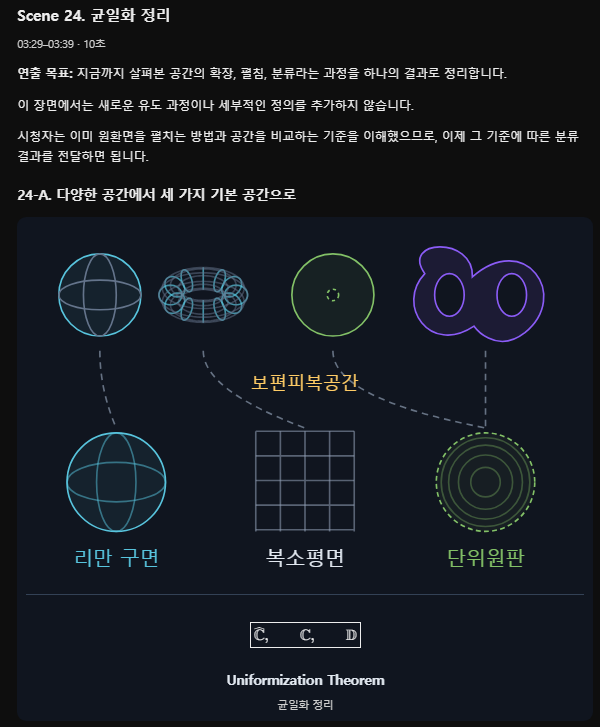 Scene 24. 균일화 정리
03:29–03:39 · 10초
연출 목표: 지금까지 살펴본 공간의 확장, 펼침, 분류라는 과정을 하나의 결과로 정리합니다.
이 장면에서는 새로운 유도 과정이나 세부적인 정의를 추가하지 않습니다.
시청자는 이미 원환면을 펼치는 방법과 공간을 비교하는 기준을 이해했으므로, 이제 그 기준에 따른 분류
결과를 전달하면 됩니다.
24-A. 다양한 공간에서 세 가지 기본 공간으로
보편피복공간
리만 구면
복소평면
단위원판
ℂ̂, ℂ, 𝔻
Uniformization Theorem
균일화 정리